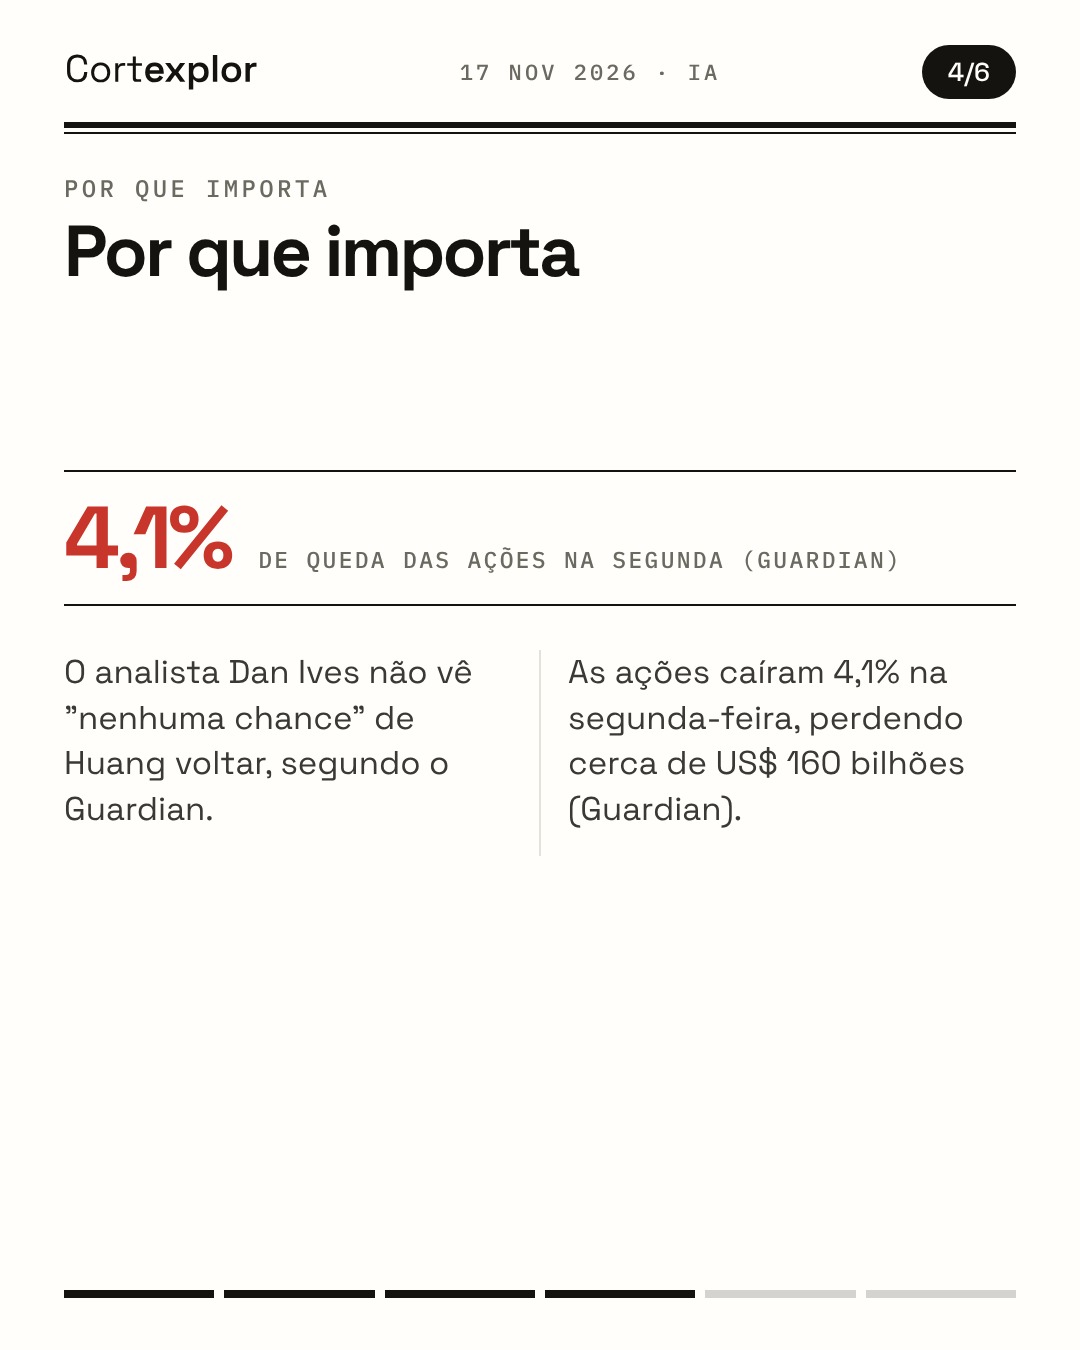 Cortexplor
17 NOV 2026 · IA
4/6
POR QUE IMPORTA
Por que importa
4,1% DE QUEDA DAS AÇÕES NA SEGUNDA (GUARDIAN)
O analista Dan Ives não vê
”nenhuma chance” de
Huang voltar, segundo o
Guardian.
As ações caíram 4,1% na
segunda-feira, perdendo
cerca de US$ 160 bilhões
(Guardian).